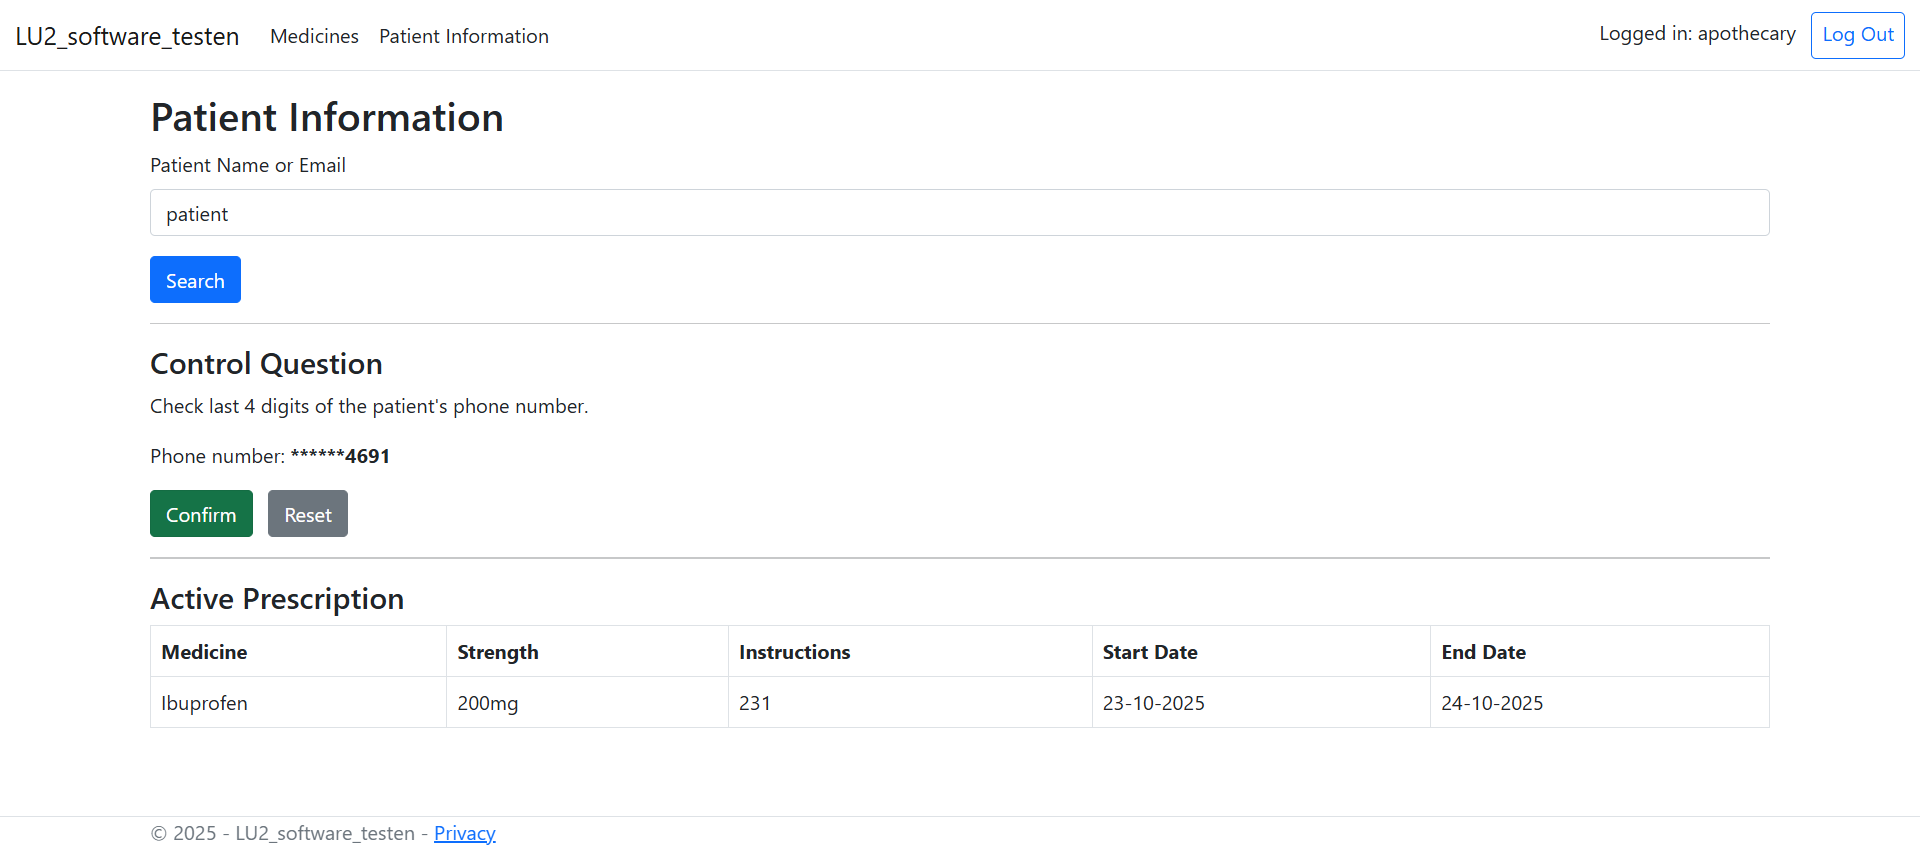 LU2_software_testen Medicines Patient Information Logged in: apothecary Log Out
Patient Information
Patient Name or Email
patient
Search
Control Question
Check last 4 digits of the patient's phone number.
Phone number: ******4691
Confirm Reset
Active Prescription
Medicine Strength Instructions Start Date End Date
Ibuprofen 200mg 231 23-10-2025 24-10-2025
© 2025 - LU2_software_testen - Privacy